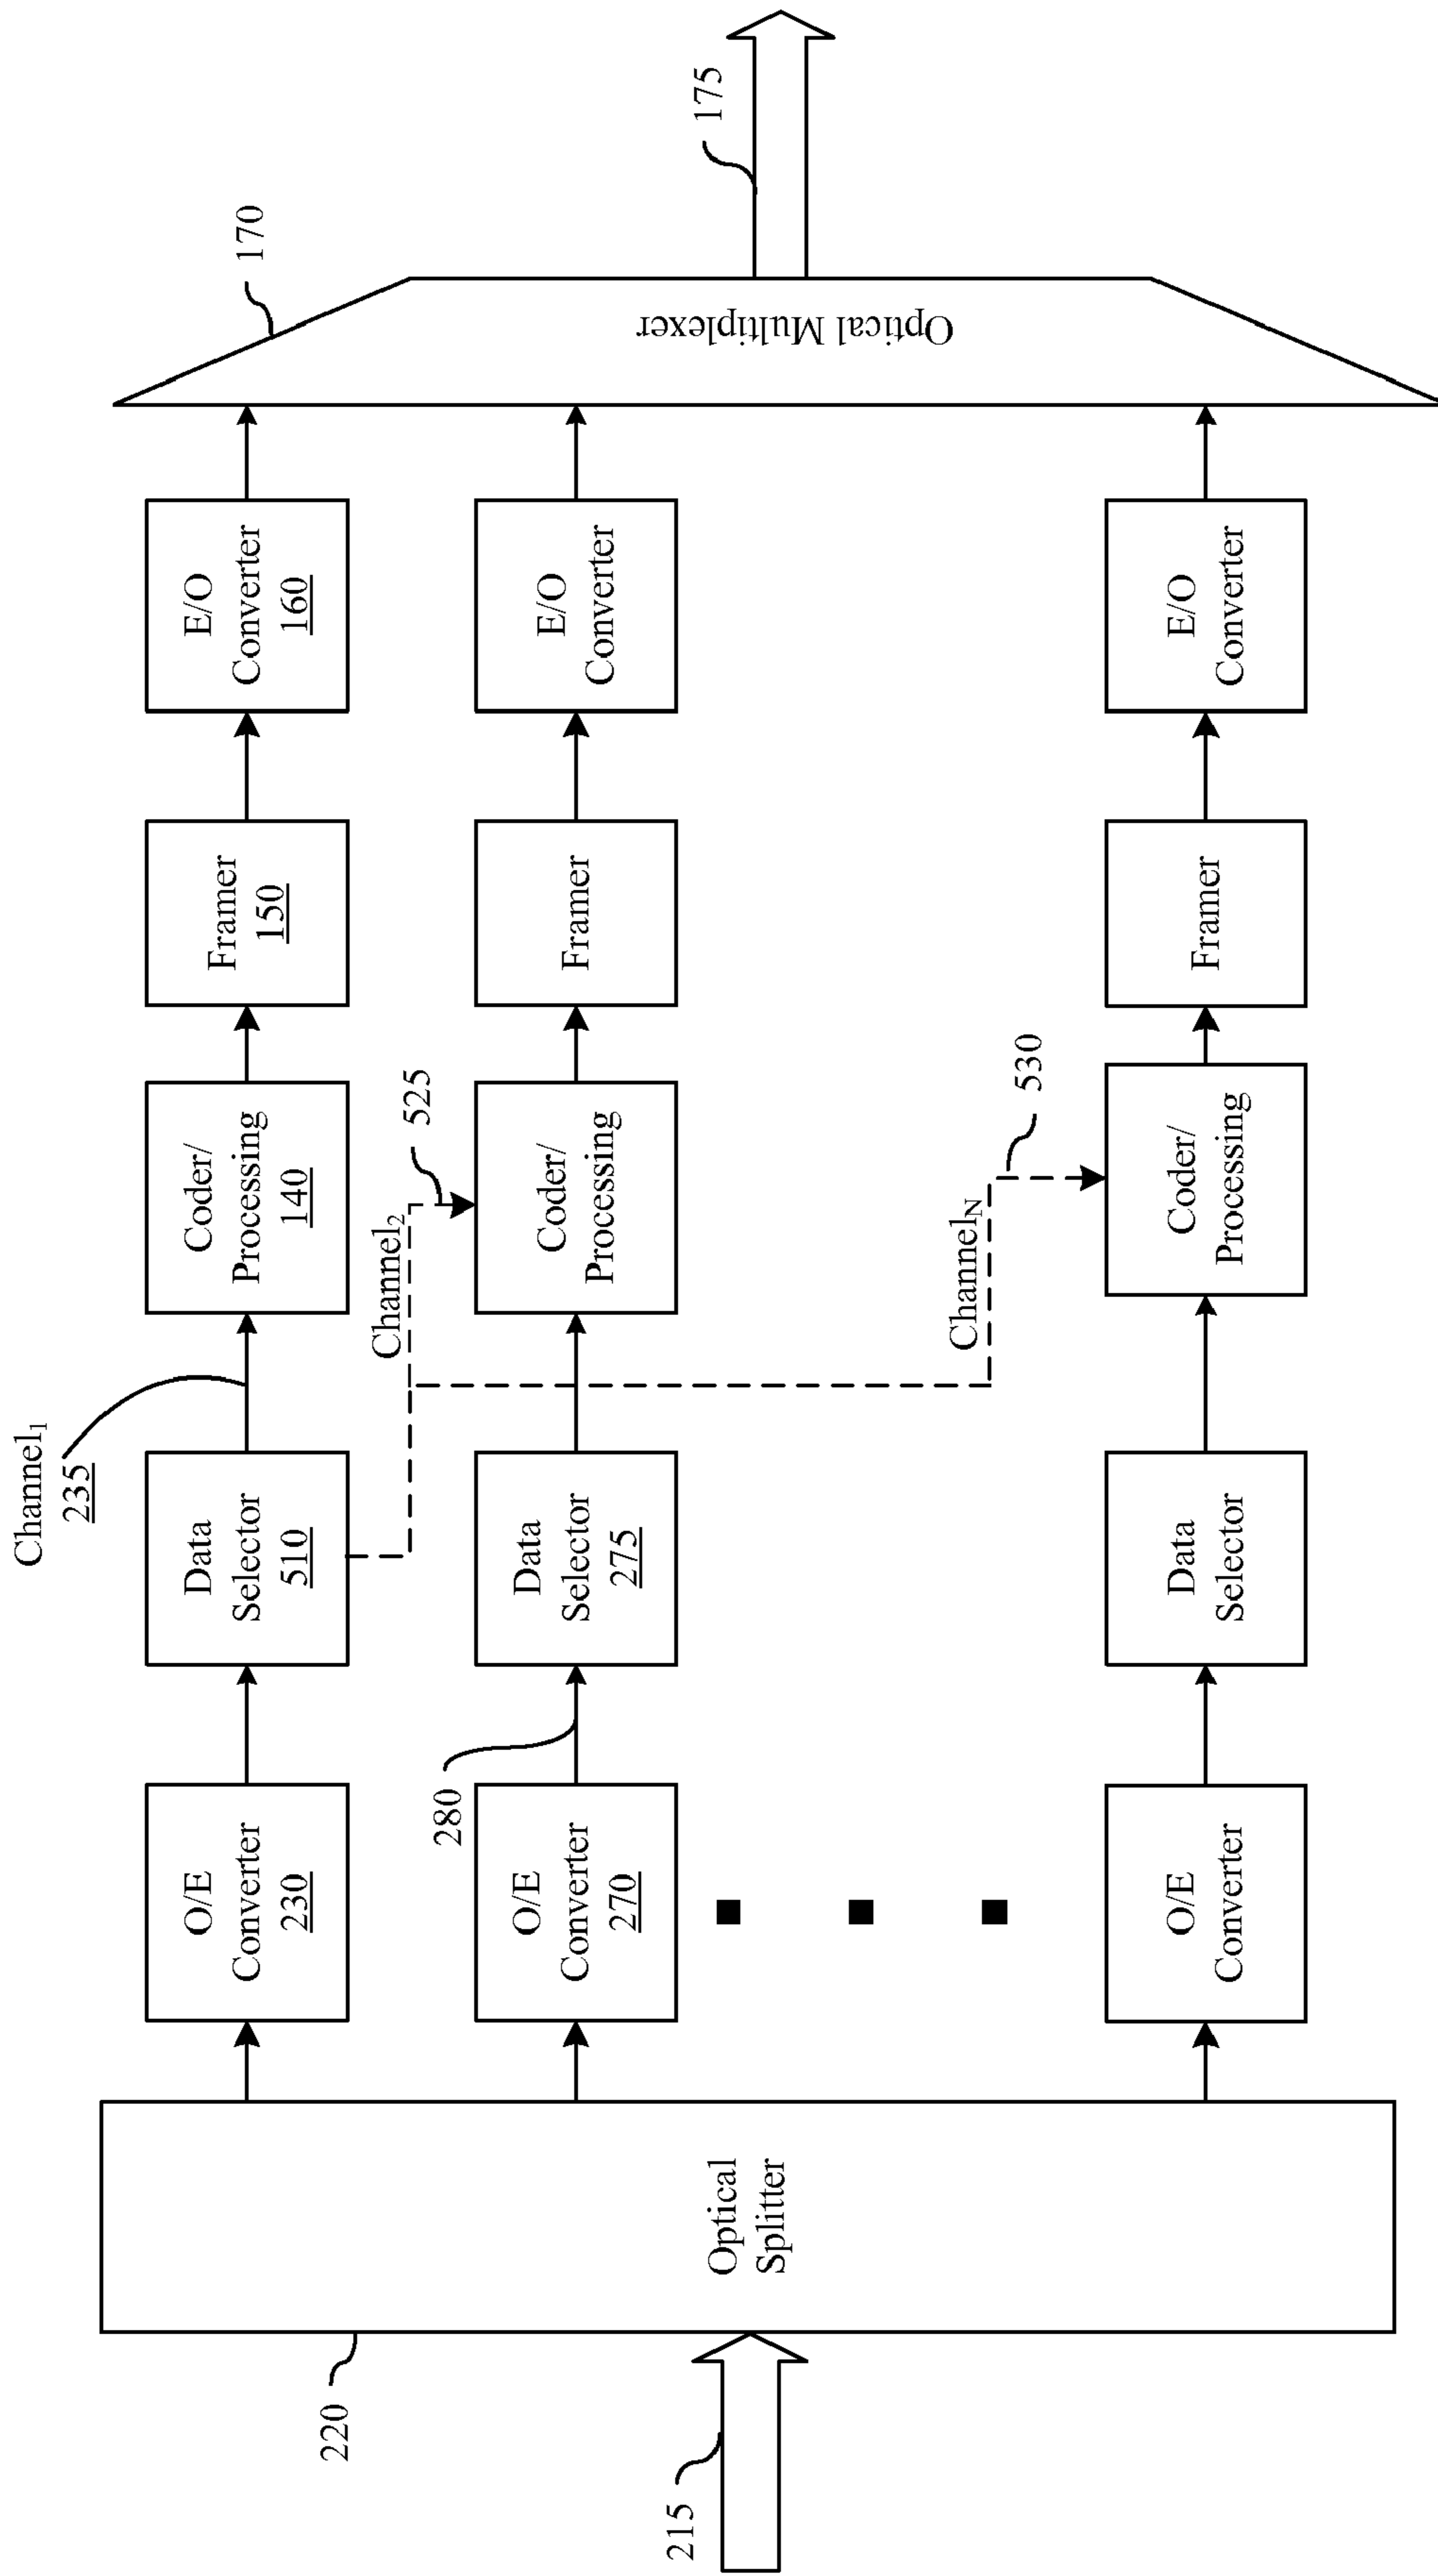 Channel1
235
O/E
Converter
230
Data
Selector
510
Coder/
Processing
140
Framer
150
E/O
Converter
160
170
Channel2
525
280
O/E
Converter
270
Data
Selector
275
Coder/
Processing
Framer
E/O
Converter
ChannelN
530
O/E
Converter
Data
Selector
Coder/
Processing
Framer
E/O
Converter
220
Optical
Splitter
215
Optical Multiplexer
175